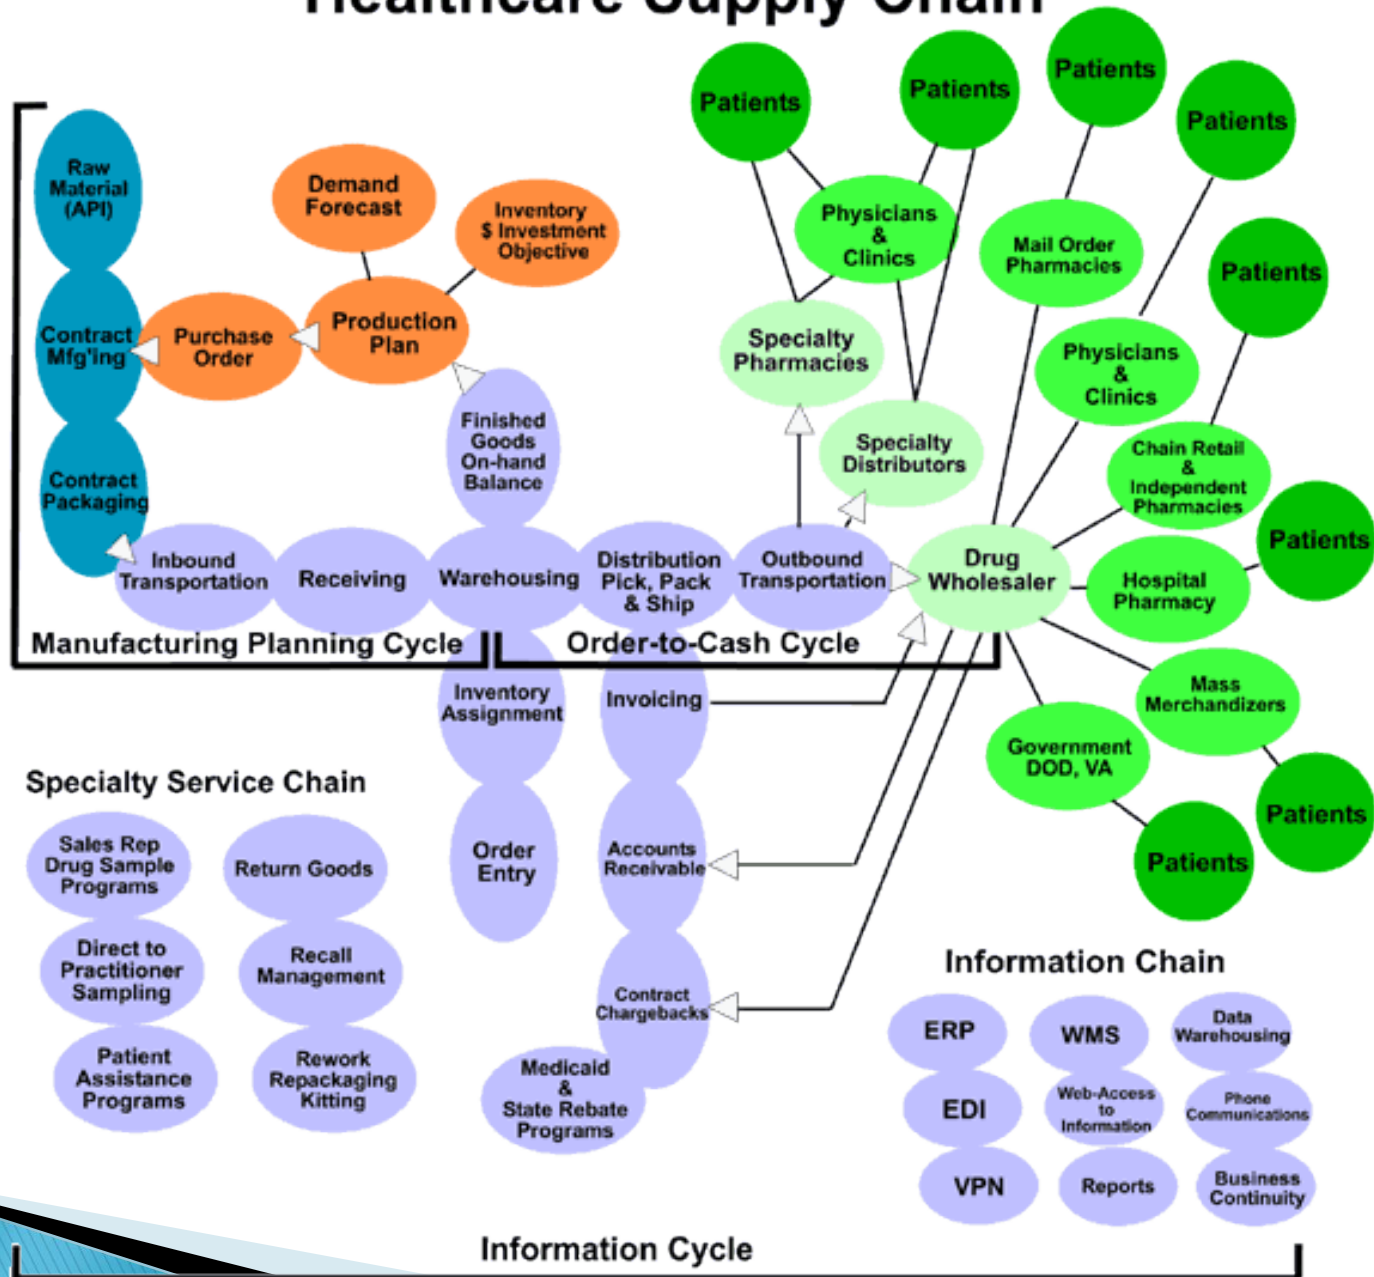 Healthcare Supply Chain
Patients
Patients
Patients
Patients
Raw
Material
(API)
Demand
Forecast
Inventory
$ Investment
Objective
Physicians
&
Clinics
Mail Order
Pharmacies
Patients
Contract
Mfg'ing
Purchase
Order
Production
Plan
Specialty
Pharmacies
Physicians
&
Clinics
Finished
Goods
On-hand
Balance
Specialty
Distributors
Chain Retail
&
Independent
Pharmacies
Contract
Packaging
Patients
Inbound
Transportation
Receiving
Warehousing
Distribution
Pick, Pack
& Ship
Outbound
Transportation
Drug
Wholesaler
Hospital
Pharmacy
Manufacturing Planning Cycle
Order-to-Cash Cycle
Inventory
Assignment
Invoicing
Mass
Merchandizers
Government
DOD, VA
Patients
Patients
Specialty Service Chain
Sales Rep
Drug Sample
Programs
Return Goods
Order
Entry
Accounts
Receivable
Direct to
Practitioner
Sampling
Recall
Management
Contract
Chargebacks
Patient
Assistance
Programs
Rework
Repackaging
Kitting
Medicaid
&
State Rebate
Programs
Information Chain
ERP
WMS
Data
Warehousing
EDI
Web-Access
to
Information
Phone
Communications
VPN
Reports
Business
Continuity
Information Cycle